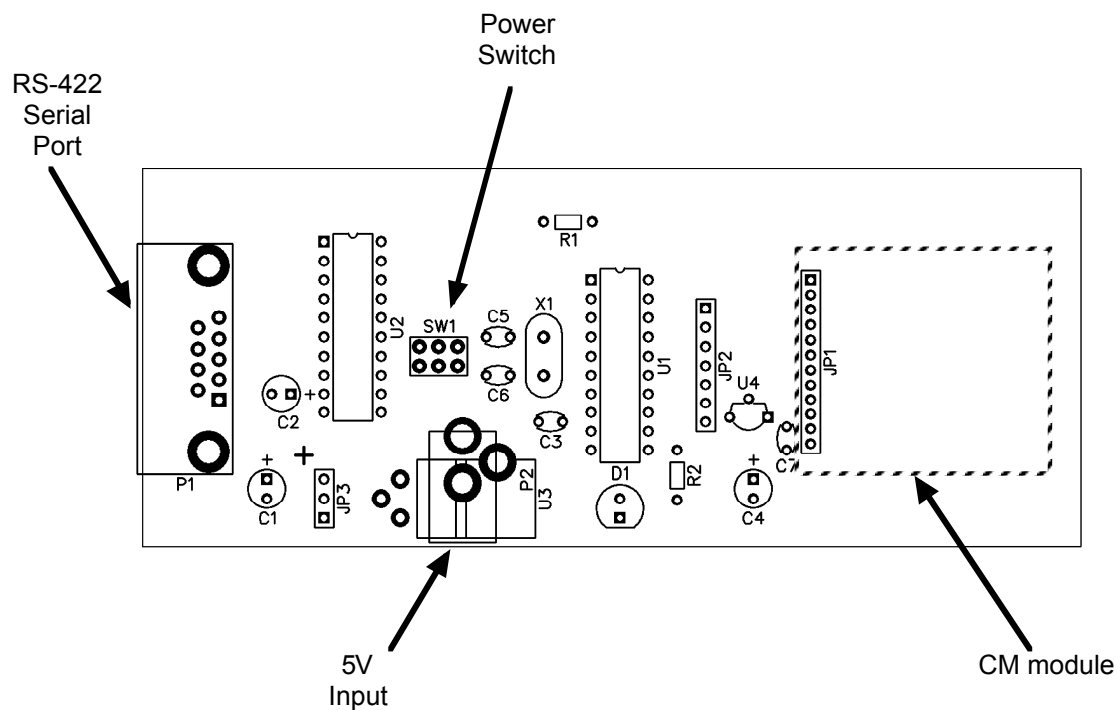 Power
Switch
RS-422
Serial
Port
R1
U2
SW1
C5
X1
U1
JP2
JP1
U4
C6
C2
+
C3
C7
P1
+
+
C1
JP3
P2
U3
D1
R2
+
C4
5V
Input
CM module